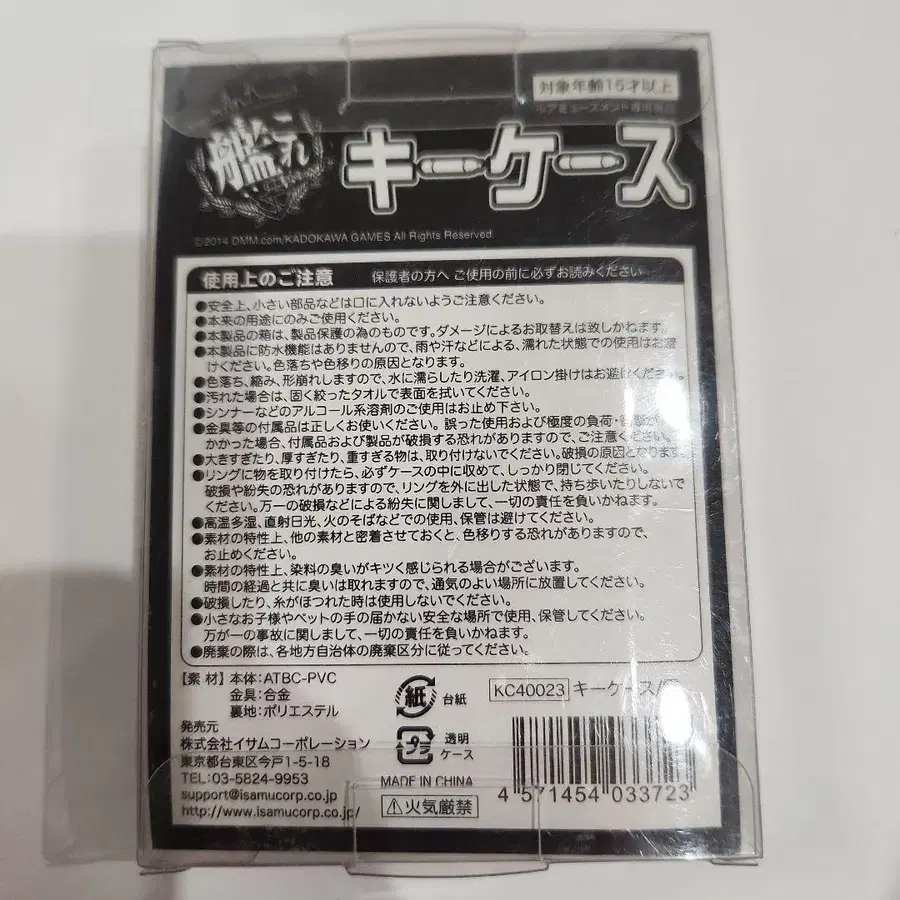 対象年齢15才以上
艦これ
キーケース
©2014 DMM.com/KADOKAWA GAMES All Rights Reserved.
使用上のご注意 保護者の方へ ご使用の前に必ずお読みください
●安全上、小さい部品などは口に入れないようご注意ください。
●本来の用途にのみご使用ください。
●本製品の箱は、製品保護の為のものです。ダメージによるお取替えは致しかねます。
●本製品に防水機能はありませんので、雨や汗などによる、濡れた状態での使用はお避
けください。色落ちや色移りの原因となります。
●色落ち、縮み、形崩れしますので、水に濡らしたり洗濯、アイロン掛けはお避けください。
●汚れた場合は、固く絞ったタオルで表面を拭いてください。
●シンナーなどのアルコール系溶剤のご使用はお止め下さい。
●金具等の付属品は正しくお使いください。誤った使用および極度の負荷・衝撃が
かかった場合、付属品および製品が破損する恐れがありますので、ご注意ください。
●大きすぎたり、厚すぎたり、重すぎる物は、取り付けないでください。破損の原因となります。
●リングに物を取り付けたら、必ずケースの中に収めて、しっかり閉じてください。
破損や紛失の恐れがありますので、リングを外に出した状態で、持ち歩いたりしないで
ください。万一の破損などによる紛失に関しまして、一切の責任を負いかねます。
●高温多湿、直射日光、火のそばなどでの使用、保管は避けてください。
●素材の特性上、他の素材と密着させておくと、色移りする恐れがありますので、
お止めください。
●素材の特性上、染料の臭いがキツく感じられる場合がございます。
時間の経過と共に臭いは取れますので、通気のよい場所に放置してください。
●破損したり、糸がほつれた時は使用しないでください。
●小さなお子様やペットの手の届かない安全な場所で使用、保管してください。
万が一の事故に関しまして、一切の責任を負いかねます。
●廃棄の際は、各地方自治体の廃棄区分に従ってください。
【素 材】本体:ATBC-PVC
金具:合金
裏地:ポリエステル
発売元
株式会社イサムコーポレーション
東京都台東区今戸1-5-18
TEL:03-5824-9953
support@isamucorp.co.jp
http://www.isamucorp.co.jp/
紙 台紙
プラ 透明
ケース
MADE IN CHINA
⚠火気厳禁
KC40023 キーケース/
4 571454 033723